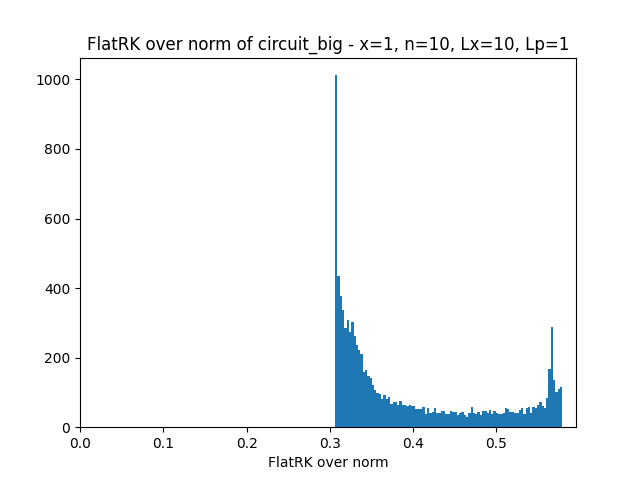 FlatRK over norm of circuit_big - x=1, n=10, Lx=10, Lp=1
1000
800
600
400
200
0
0.0 0.1 0.2 0.3 0.4 0.5
FlatRK over norm